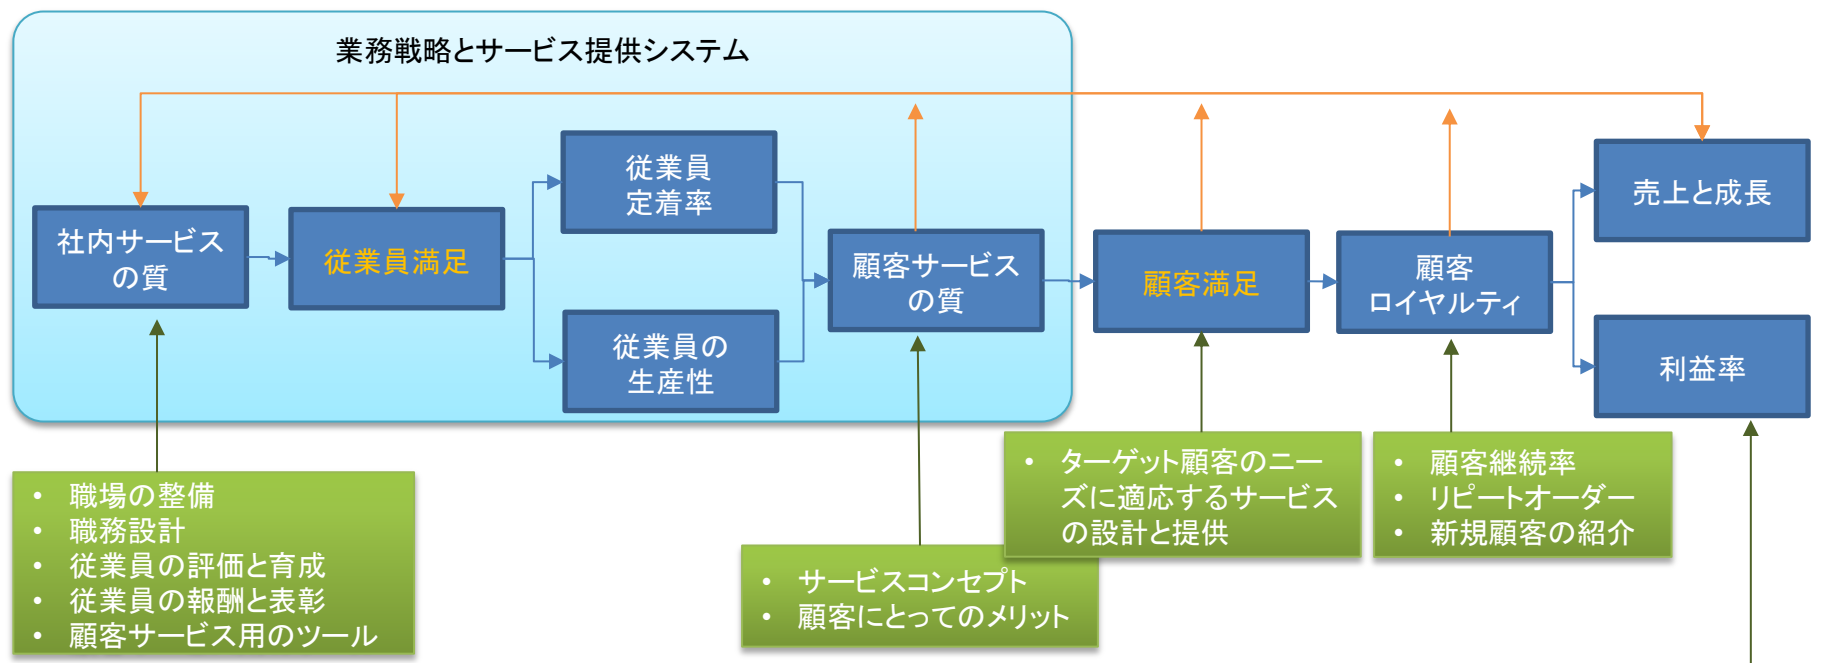 業務戦略とサービス提供システム
社内サービス
の質
従業員満足
従業員
定着率
従業員の
生産性
顧客サービス
の質
顧客満足
顧客
ロイヤルティ
売上と成長
利益率
• 職場の整備
• 職務設計
• 従業員の評価と育成
• 従業員の報酬と表彰
• 顧客サービス用のツール
• サービスコンセプト
• 顧客にとってのメリット
• ターゲット顧客のニー
ズに適応するサービス
の設計と提供
• 顧客継続率
• リピートオーダー
• 新規顧客の紹介